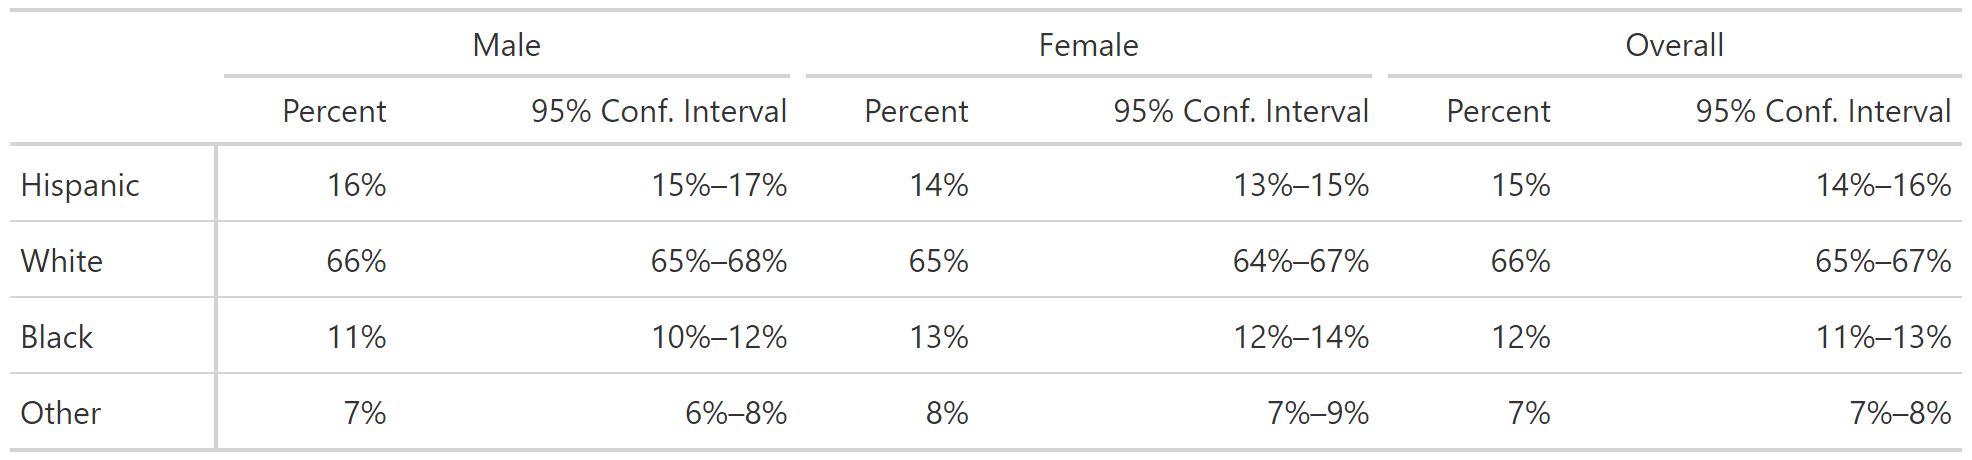 Male Female Overall
Percent 95% Conf. Interval Percent 95% Conf. Interval Percent 95% Conf. Interval
Hispanic 16% 15%–17% 14% 13%–15% 15% 14%–16%
White 66% 65%–68% 65% 64%–67% 66% 65%–67%
Black 11% 10%–12% 13% 12%–14% 12% 11%–13%
Other 7% 6%–8% 8% 7%–9% 7% 7%–8%